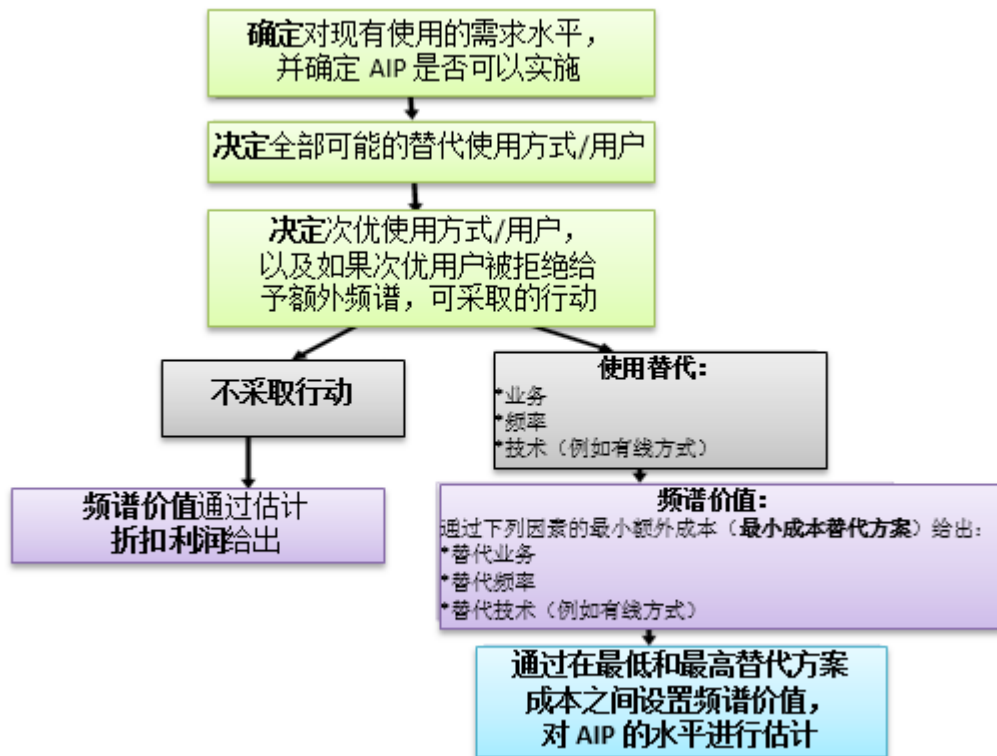 确定对现有使用的需求水平，
并确定 AIP 是否可以实施
决定全部可能的替代使用方式/用户
决定次优使用方式/用户，
以及如果次优用户被拒绝给
予额外频谱，可采取的行动
不采取行动
使用替代：
*业务
*频率
*技术（例如有线方式）
频谱价值通过估计
折扣利润给出
频谱价值：
通过下列因素的最小额外成本（最小成本替代方案）给出：
*替代业务
*替代频率
*替代技术（例如有线方式）
通过在最低和最高替代方案
成本之间设置频谱价值，
对 AIP 的水平进行估计